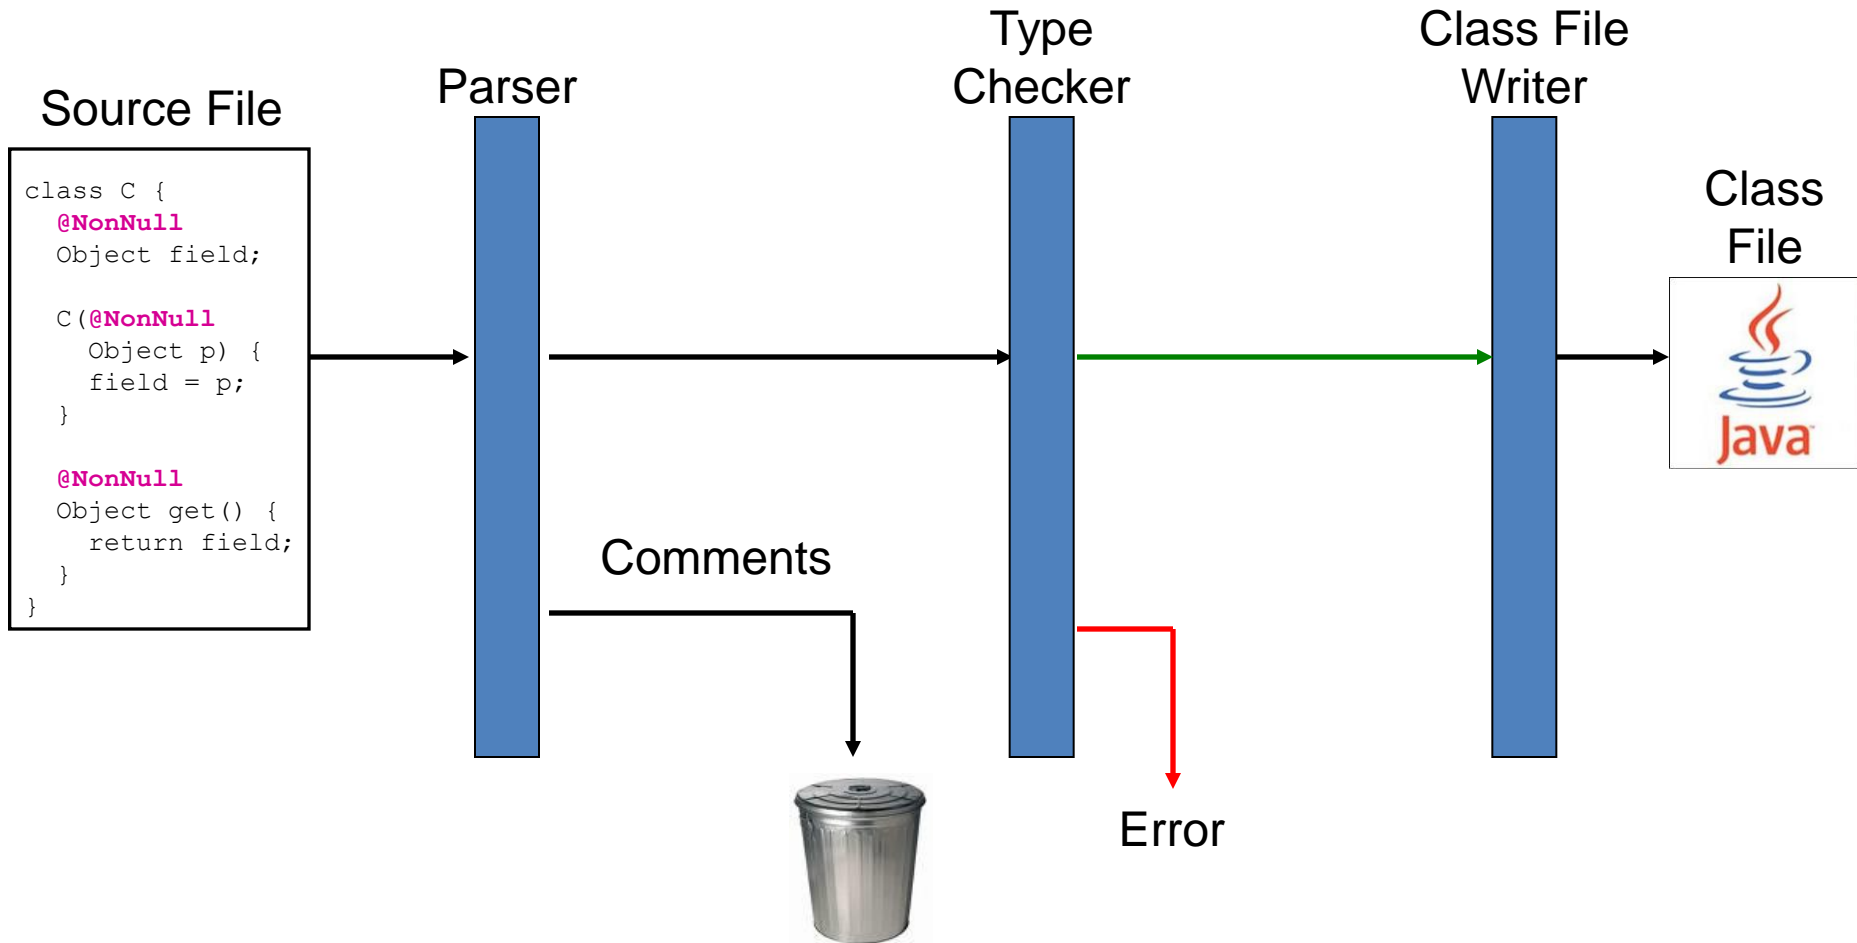 Source File
class C {
@NonNull
Object field;
C(@NonNull
Object p) {
field = p;
}
@NonNull
Object get() {
return field;
}
}
Parser
Comments
Type
Checker
Error
Class File
Writer
Class
File
Java™